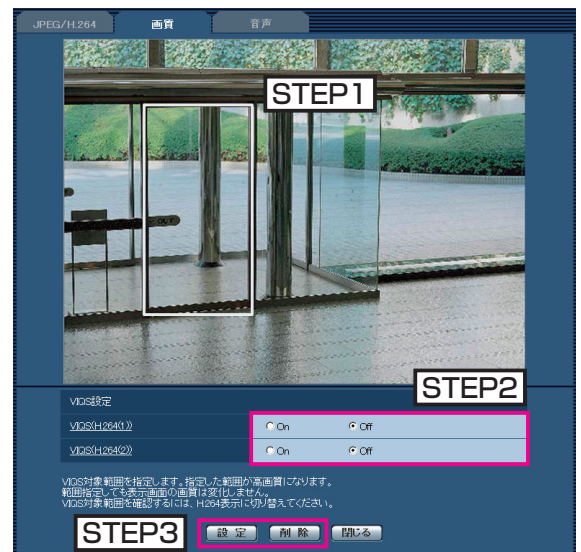 JPEG/H.264 画質 音声
STEP1
OUT
STEP2
VIQS設定
VIQS(H.264(1)) On Off
VIQS(H.264(2)) On Off
VIQS対象範囲を指定します。指定した範囲が高画質になります。
範囲指定しても表示画面の画質は変化しません。
VIQS対象範囲を確認するには、H.264表示に切り替えてください。
STEP3 設定 削除 閉じる